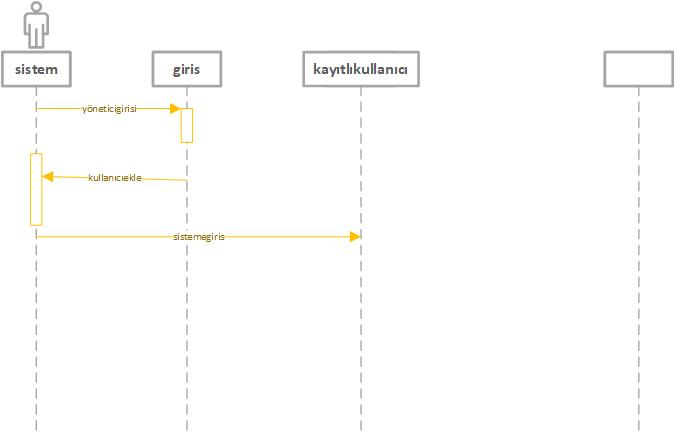 sistem
giris
kayıtlıkullanıcı
yöneticigirisi
kullanıcıekle
sistemegiris